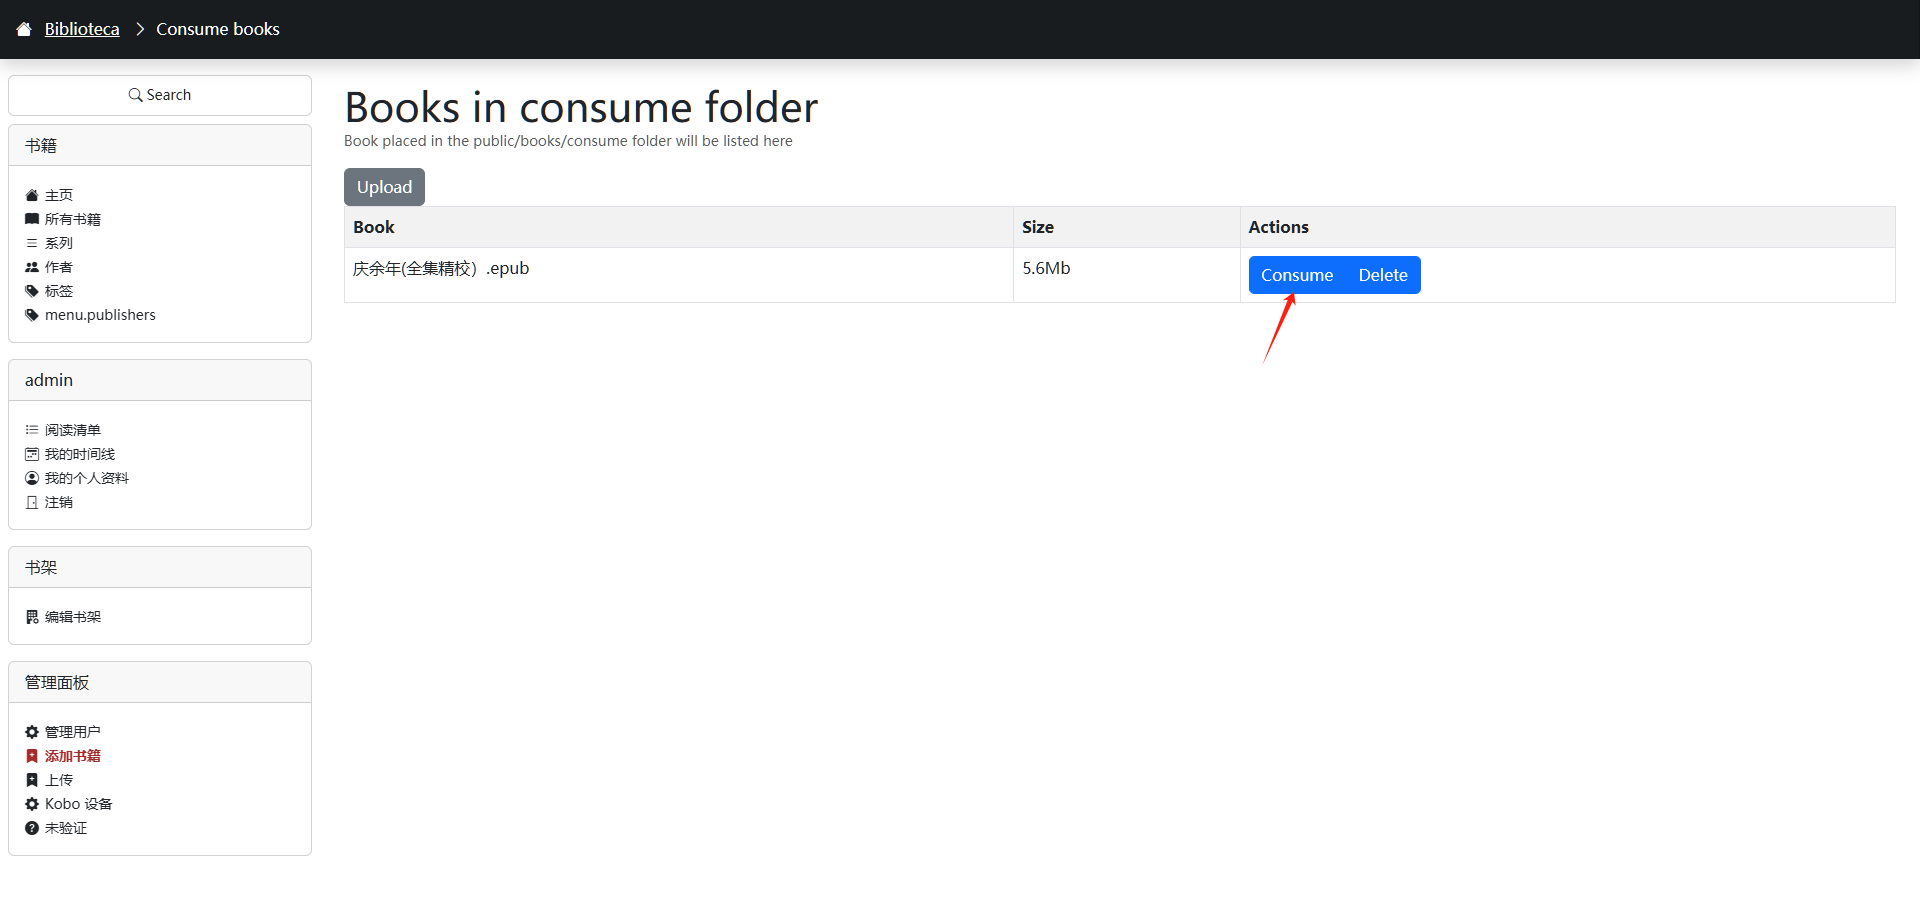 Biblioteca > Consume books
Search
书籍
主页
所有书籍
系列
作者
标签
menu.publishers
admin
阅读清单
我的时间线
我的个人资料
注销
书架
编辑书架
管理面板
管理用户
添加书籍
上传
Kobo 设备
未验证
Books in consume folder
Book placed in the public/books/consume folder will be listed here
Upload
Book Size Actions
庆余年(全集精校）.epub 5.6Mb Consume Delete